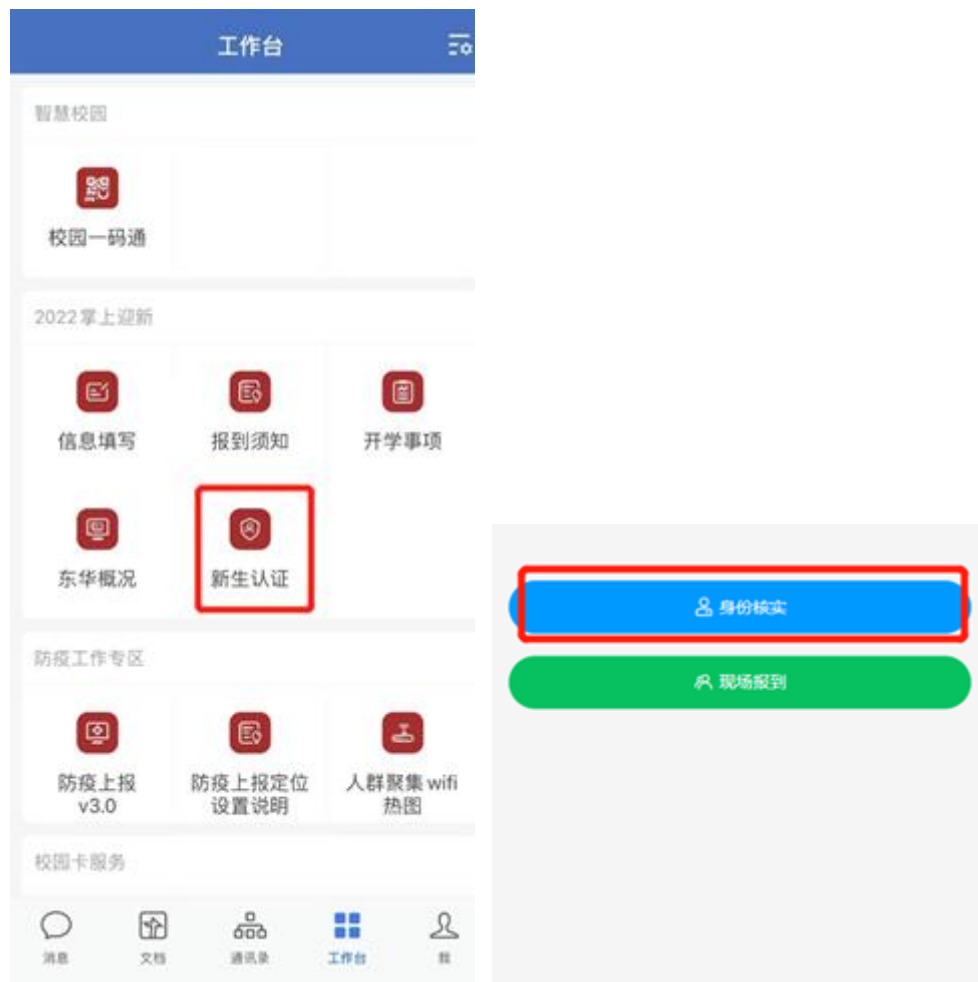 工作台
智慧校园
校园一码通
2022掌上迎新
信息填写
报到须知
开学事项
东华概况
新生认证
防疫工作专区
防疫上报
v3.0
防疫上报定位
设置说明
人群聚集wifi
热图
校园卡服务
消息
文档
通讯录
工作台
我
身份核实
现场报到